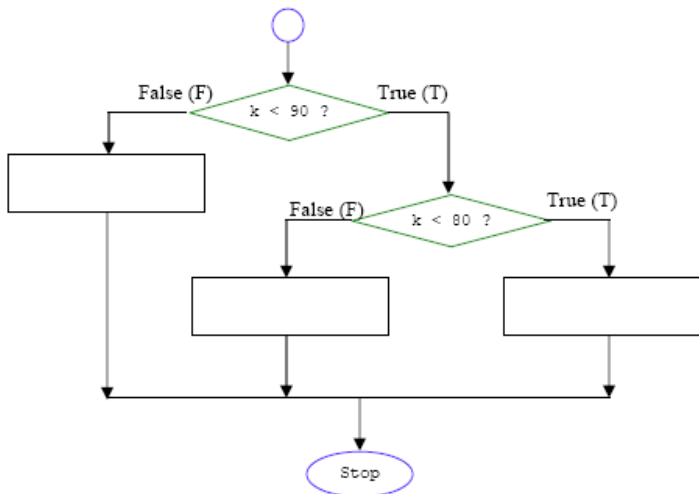 False (F)
True (T)
k < 90 ?
False (F)
True (T)
k < 80 ?
Stop